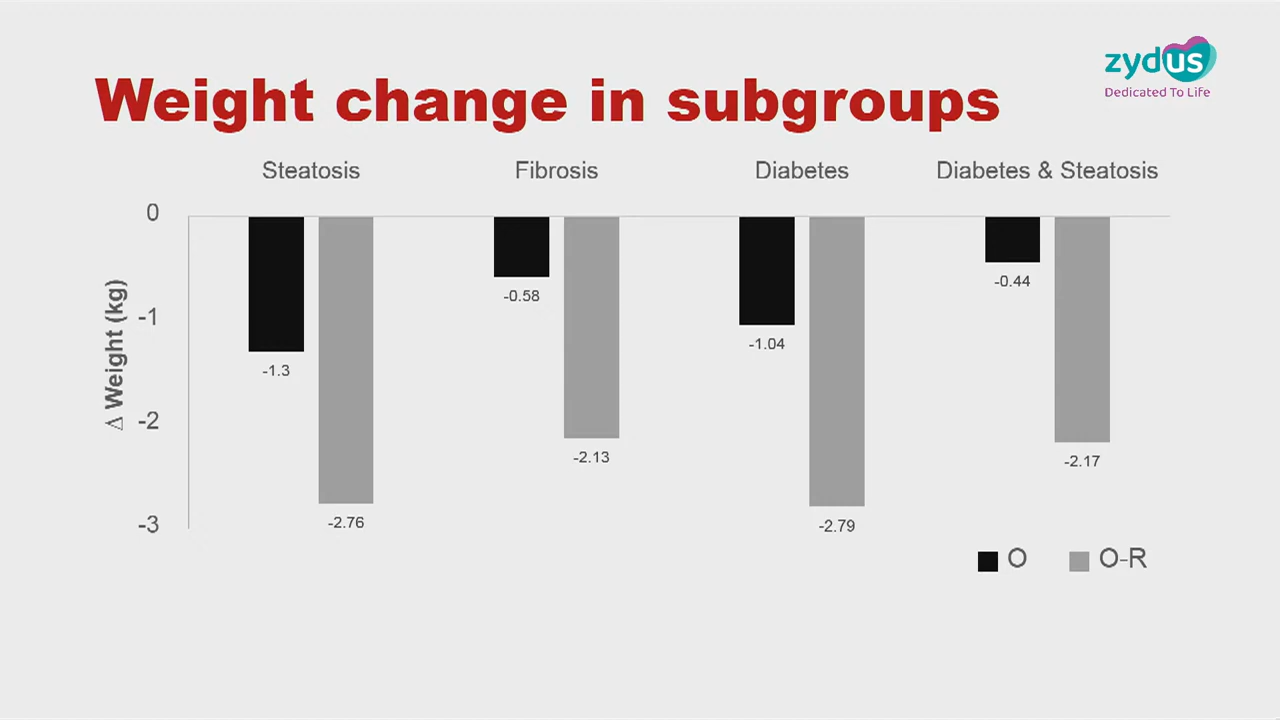 zydus
Dedicated To Life
Weight change in subgroups
Steatosis
Fibrosis
Diabetes
Diabetes & Steatosis
Δ Weight (kg)
0
-1
-2
-3
-1.3
-2.76
-0.58
-2.13
-1.04
-2.79
-0.44
-2.17
O
O-R